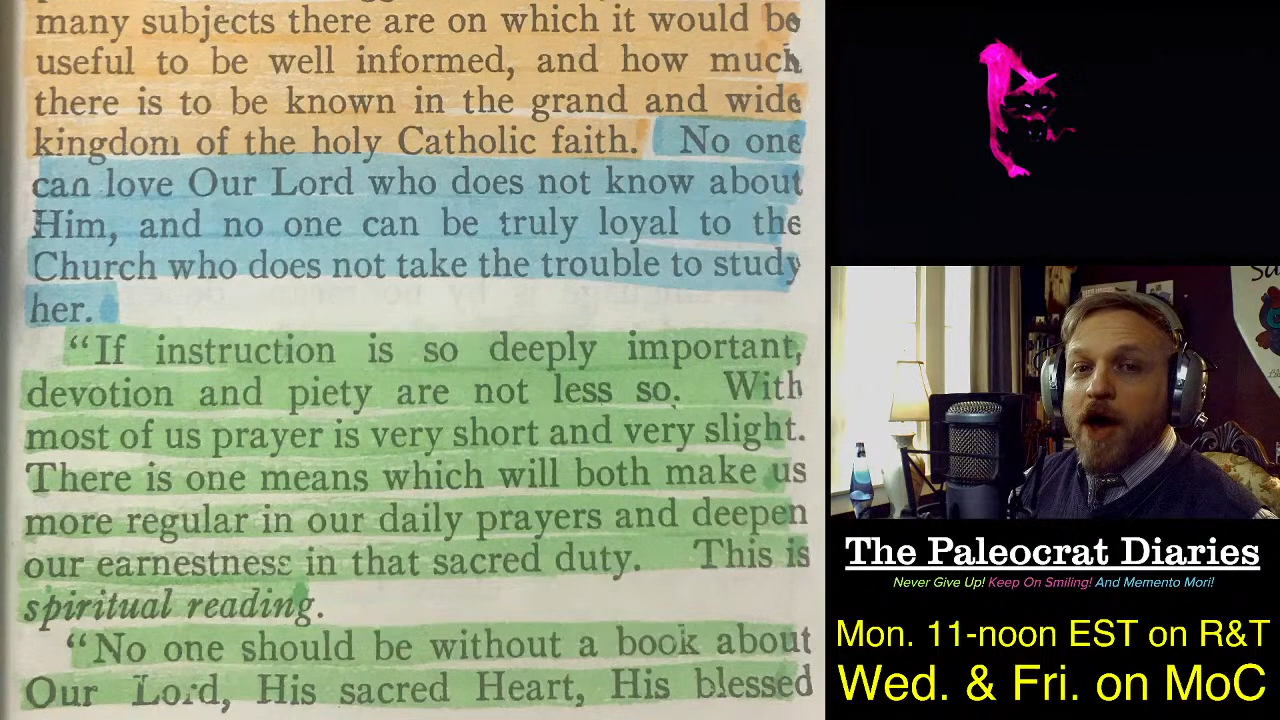 many subjects there are on which it would be
useful to be well informed, and how much
there is to be known in the grand and wide
kingdom of the holy Catholic faith. No one
can love Our Lord who does not know about
Him, and no one can be truly loyal to the
Church who does not take the trouble to study
her.
“If instruction is so deeply important,
devotion and piety are not less so. With
most of us prayer is very short and very slight.
There is one means which will both make us
more regular in our daily prayers and deepen
our earnestness in that sacred duty. This is
spiritual reading.
“No one should be without a book about
Our Lord, His sacred Heart, His blessed
The Paleocrat Diaries
Never Give Up! Keep On Smiling! And Memento Mori!
Mon. 11-noon EST on R&T
Wed. & Fri. on MoC